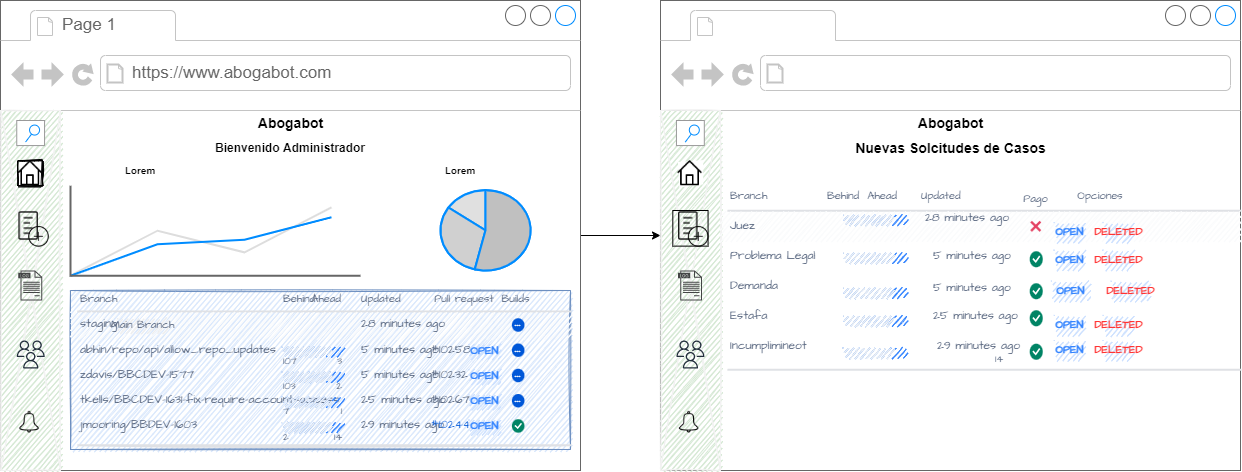 Page 1
https://www.abogabot.com
Abogabot
Bienvenido Administrador
Lorem
Lorem
Branch Behind Ahead Updated Pull request Builds
staging Main Branch 28 minutes ago
abhin/repo/api/allow_repo_updates 107 3 5 minutes ago #10258 OPEN
zdavis/BBCDEV-1577 103 2 5 minutes ago #10232 OPEN
tkells/BBCDEV-1631-fix-require-account-access 7 1 25 minutes ago #10267 OPEN
jmooring/BBDEV-1603 2 14 29 minutes ago #10244 OPEN
Abogabot
Nuevas Solcitudes de Casos
Branch Behind Ahead Updated Pago Opciones
Juez 28 minutes ago OPEN DELETED
Problema Legal 5 minutes ago OPEN DELETED
Demanda 5 minutes ago OPEN DELETED
Estafa 25 minutes ago OPEN DELETED
Incumplimineot 29 minutes ago 14 OPEN DELETED